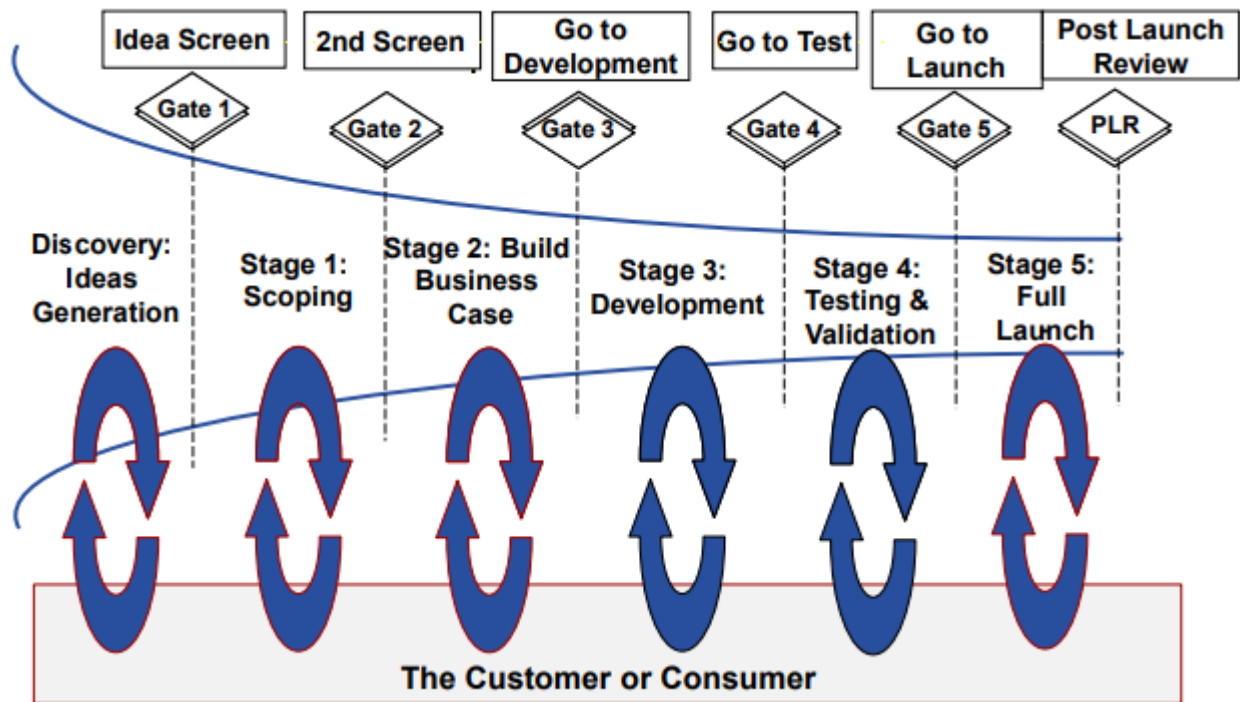 Idea Screen
2nd Screen
Go to
Development
Go to Test
Go to
Launch
Post Launch
Review
Gate 1
Gate 2
Gate 3
Gate 4
Gate 5
PLR
Discovery:
Ideas
Generation
Stage 1:
Scoping
Stage 2: Build
Business
Case
Stage 3:
Development
Stage 4:
Testing &
Validation
Stage 5:
Full
Launch
The Customer or Consumer